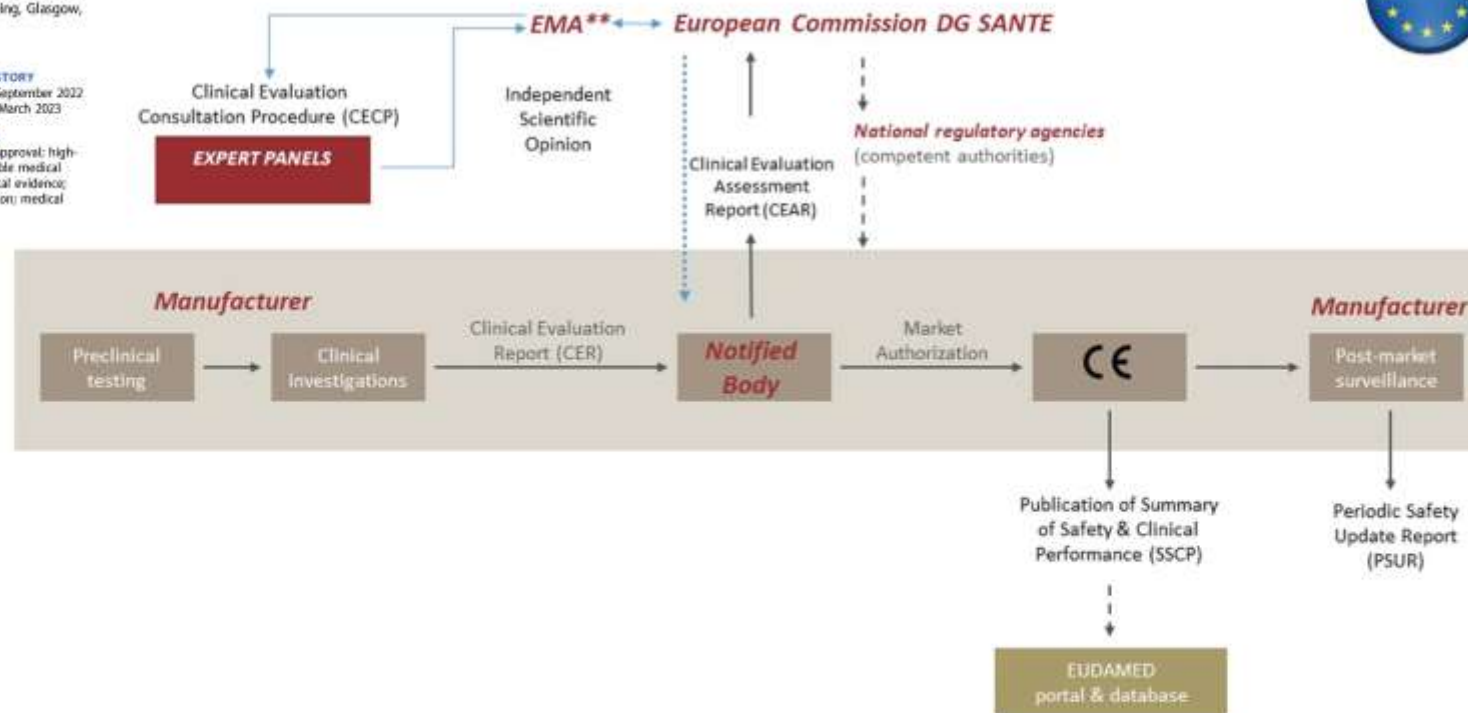 ing, Glasgow,
STORY
September 2022
March 2023
pproval; high-
ble medical
al evidence;
on; medical
EMA**
European Commission DG SANTE
Clinical Evaluation
Consultation Procedure (CECP)
EXPERT PANELS
Independent
Scientific
Opinion
National regulatory agencies
(competent authorities)
Clinical Evaluation
Assessment
Report (CEAR)
Manufacturer
Manufacturer
Preclinical
testing
Clinical
Investigations
Clinical Evaluation
Report (CER)
Notified
Body
Market
Authorization
CE
Post-market
surveillance
Publication of Summary
of Safety & Clinical
Performance (SSCP)
Periodic Safety
Update Report
(PSUR)
EUDAMED
portal & database